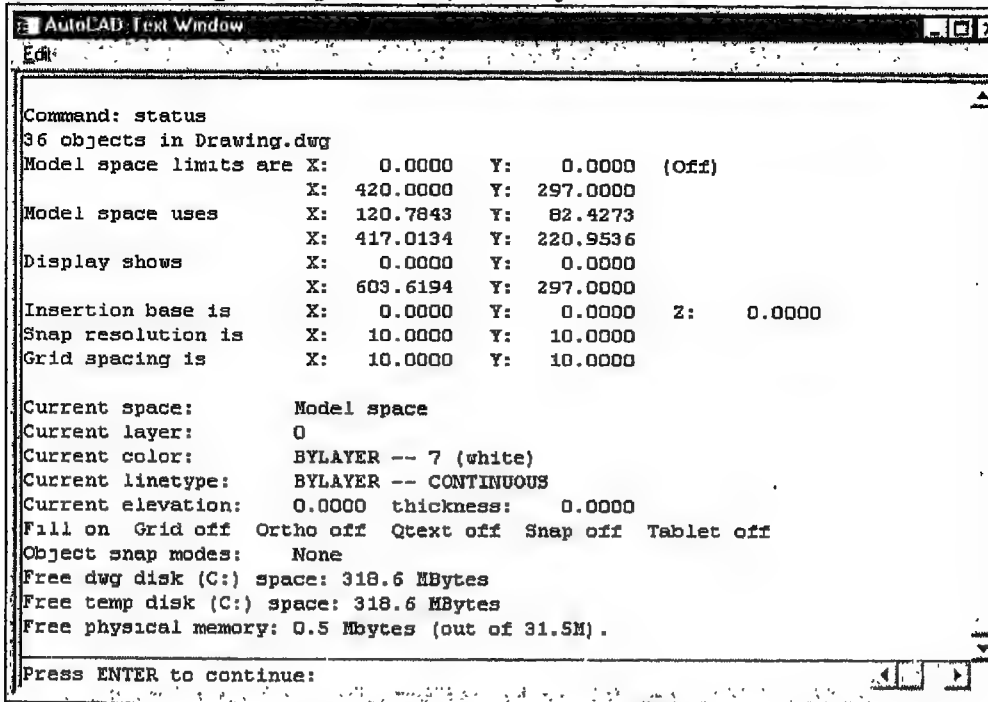 AutoCAD Text Window
Edit
Command: status
36 objects in Drawing.dwg
Model space limits are X: 0.0000 Y: 0.0000 (Off)
X: 420.0000 Y: 297.0000
Model space uses X: 120.7843 Y: 82.4273
X: 417.0134 Y: 220.9536
Display shows X: 0.0000 Y: 0.0000
X: 603.6194 Y: 297.0000
Insertion base is X: 0.0000 Y: 0.0000 Z: 0.0000
Snap resolution is X: 10.0000 Y: 10.0000
Grid spacing is X: 10.0000 Y: 10.0000
Current space: Model space
Current layer: 0
Current color: BYLAYER -- 7 (white)
Current linetype: BYLAYER -- CONTINUOUS
Current elevation: 0.0000 thickness: 0.0000
Fill on Grid off Ortho off Qtext off Snap off Tablet off
Object snap modes: None
Free dwg disk (C:) space: 318.6 MBytes
Free temp disk (C:) space: 318.6 MBytes
Free physical memory: 0.5 Mbytes (out of 31.5M).
Press ENTER to continue: